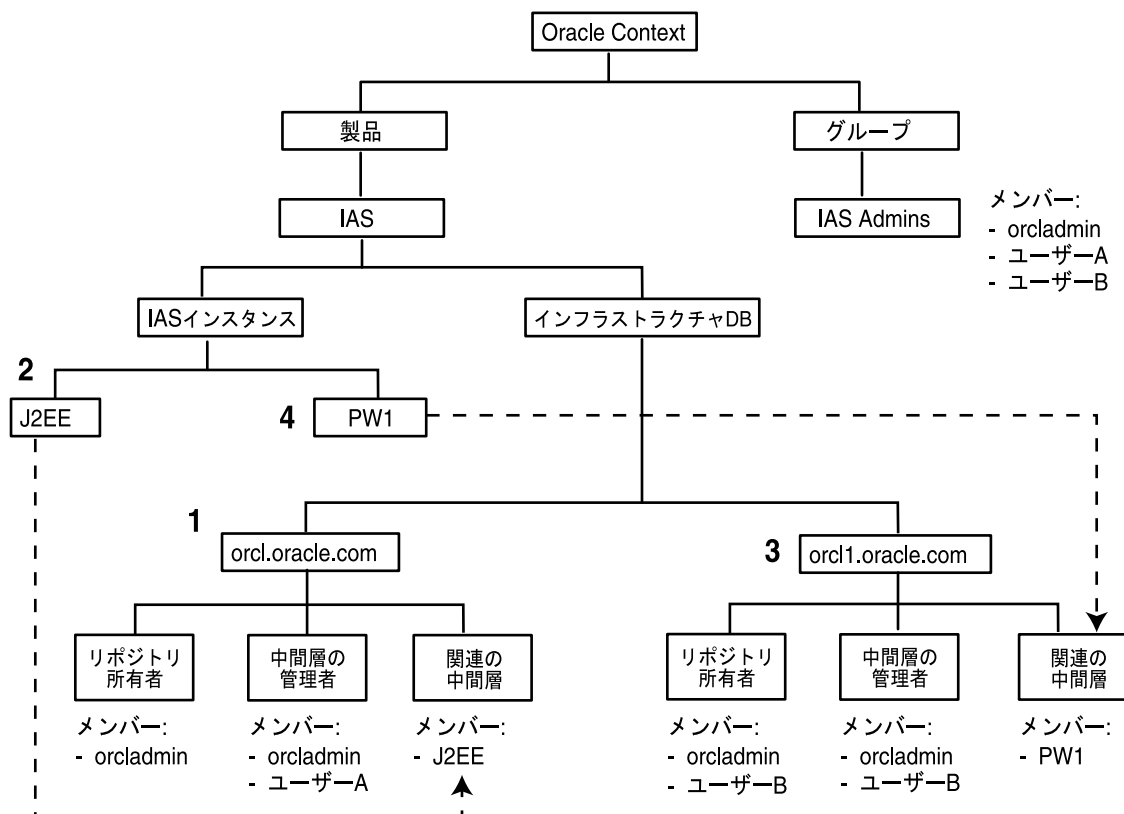 Oracle Context
製品
グループ
IAS
IAS Admins
メンバー:
- orcladmin
- ユーザーA
- ユーザーB
IASインスタンス
インフラストラクチャDB
2
J2EE
4
PW1
1
orcl.oracle.com
3
orcl1.oracle.com
リポジトリ
所有者
メンバー:
- orcladmin
中間層の
管理者
メンバー:
- orcladmin
- ユーザーA
関連の
中間層
メンバー:
- J2EE
リポジトリ
所有者
メンバー:
- orcladmin
- ユーザーB
中間層の
管理者
メンバー:
- orcladmin
- ユーザーB
関連の
中間層
メンバー:
- PW1